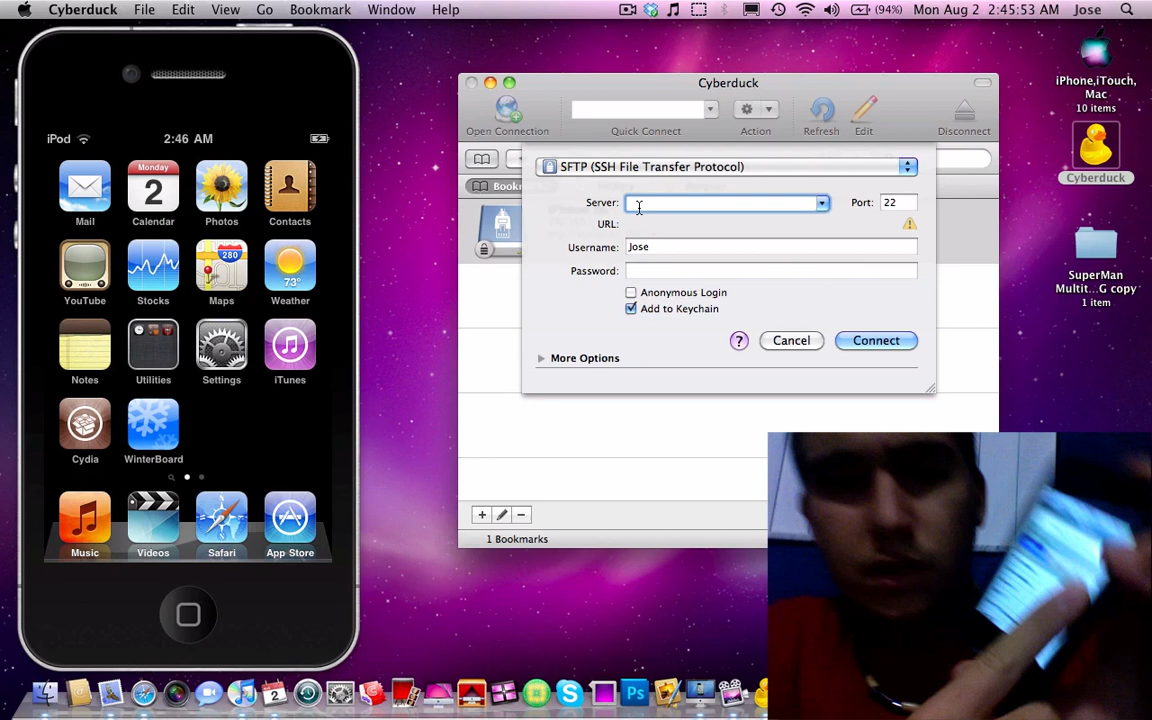 Cyberduck File Edit View Go Bookmark Window Help (94%) Mon Aug 2 2:45:53 AM Jose
iPod 2:46 AM
Monday
2
280
73°
Mail Calendar Photos Contacts
YouTube Stocks Maps Weather
Notes Utilities Settings iTunes
Cydia WinterBoard
Music Videos Safari App Store
Cyberduck
Open Connection Quick Connect Action Refresh Edit Disconnect
Bookm
SFTP (SSH File Transfer Protocol)
Server: Port: 22
URL:
Username: Jose
Password:
Anonymous Login
Add to Keychain
? Cancel Connect
More Options
+ −
1 Bookmarks
iPhone,iTouch,
Mac
10 items
Cyberduck
SuperMan
Multit...G copy
1 item
2
S Ps